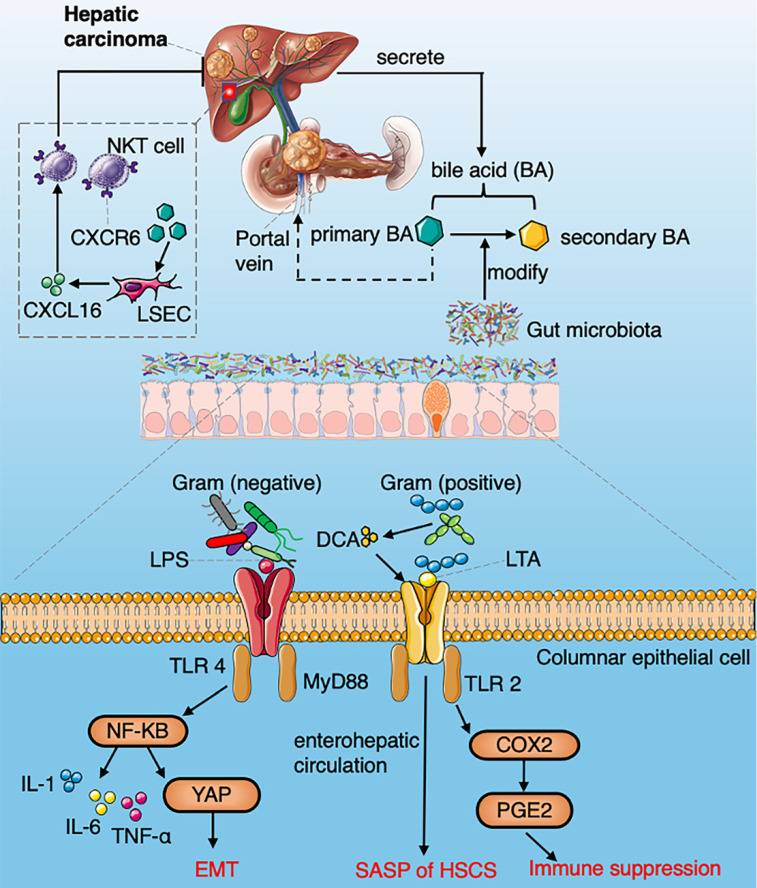 Hepatic
carcinoma
secrete
NKT cell
bile acid (BA)
CXCR6
Portal
vein
primary BA
secondary BA
modify
CXCL16
LSEC
Gut microbiota
Gram (negative)
Gram (positive)
DCA
LPS
LTA
Columnar epithelial cell
TLR 4
MyD88
TLR 2
NF-KB
enterohepatic
circulation
COX2
IL-1
YAP
PGE2
IL-6
TNF-α
EMT
SASP of HSCS
Immune suppression